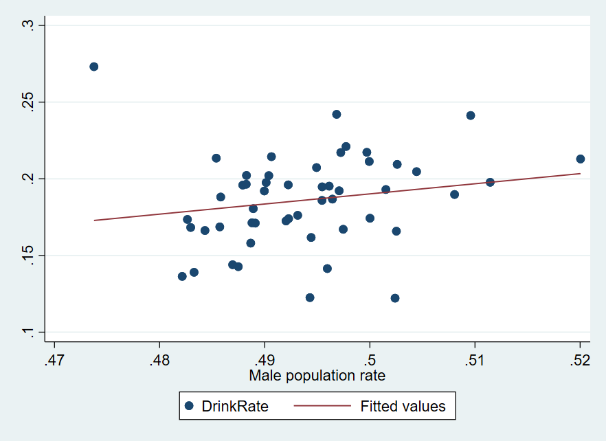 .3
.25
.2
.15
.1
.47 .48 .49 .5 .51 .52
Male population rate
DrinkRate Fitted values